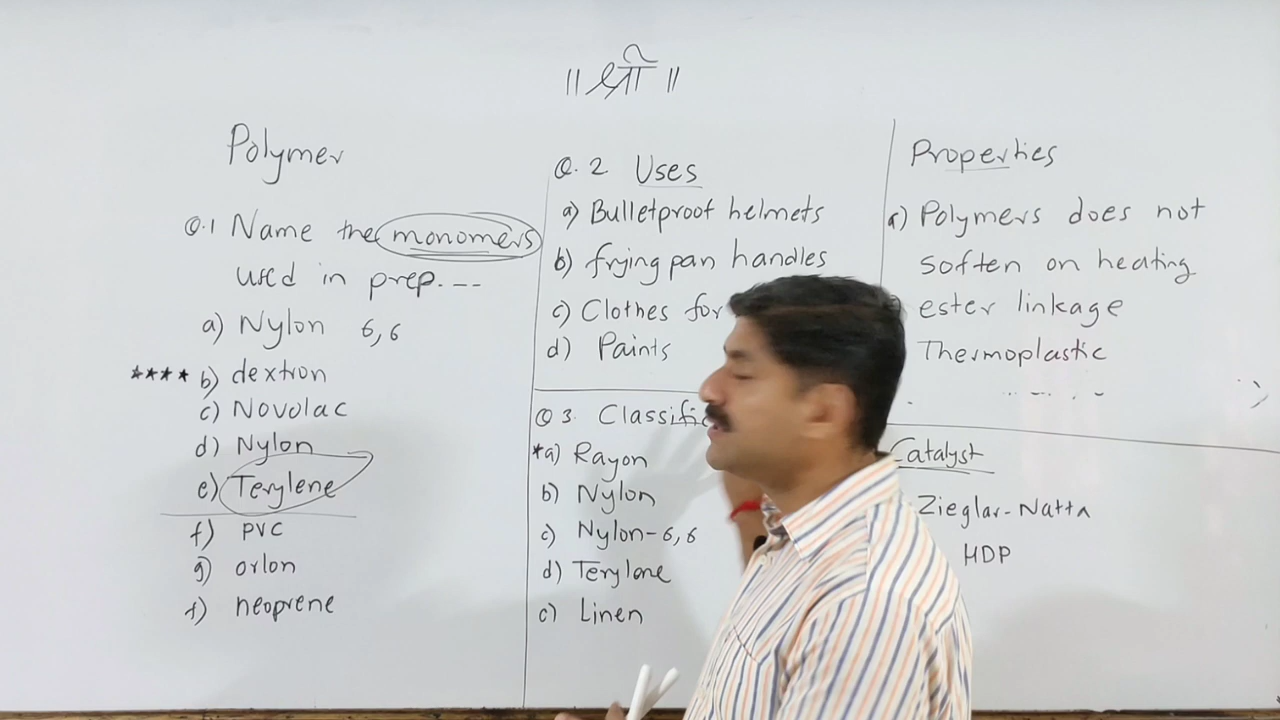 ॥ श्री ॥
Polymer
Q.1 Name the monomers
used in prep.---
a) Nylon 6,6
**** b) dextron
c) Novolac
d) Nylon
e) Terylene
f) PVC
g) orlon
f) neoprene
Q.2 Uses
a) Bulletproof helmets
b) frying pan handles
c) Clothes for
d) Paints
Q 3. Classific
*a) Rayon
b) Nylon
c) Nylon-6,6
d) Terylene
c) Linen
Properties
a) Polymers does not
soften on heating
ester linkage
Thermoplastic
Catalyst
Zieglar-Natta
HDP